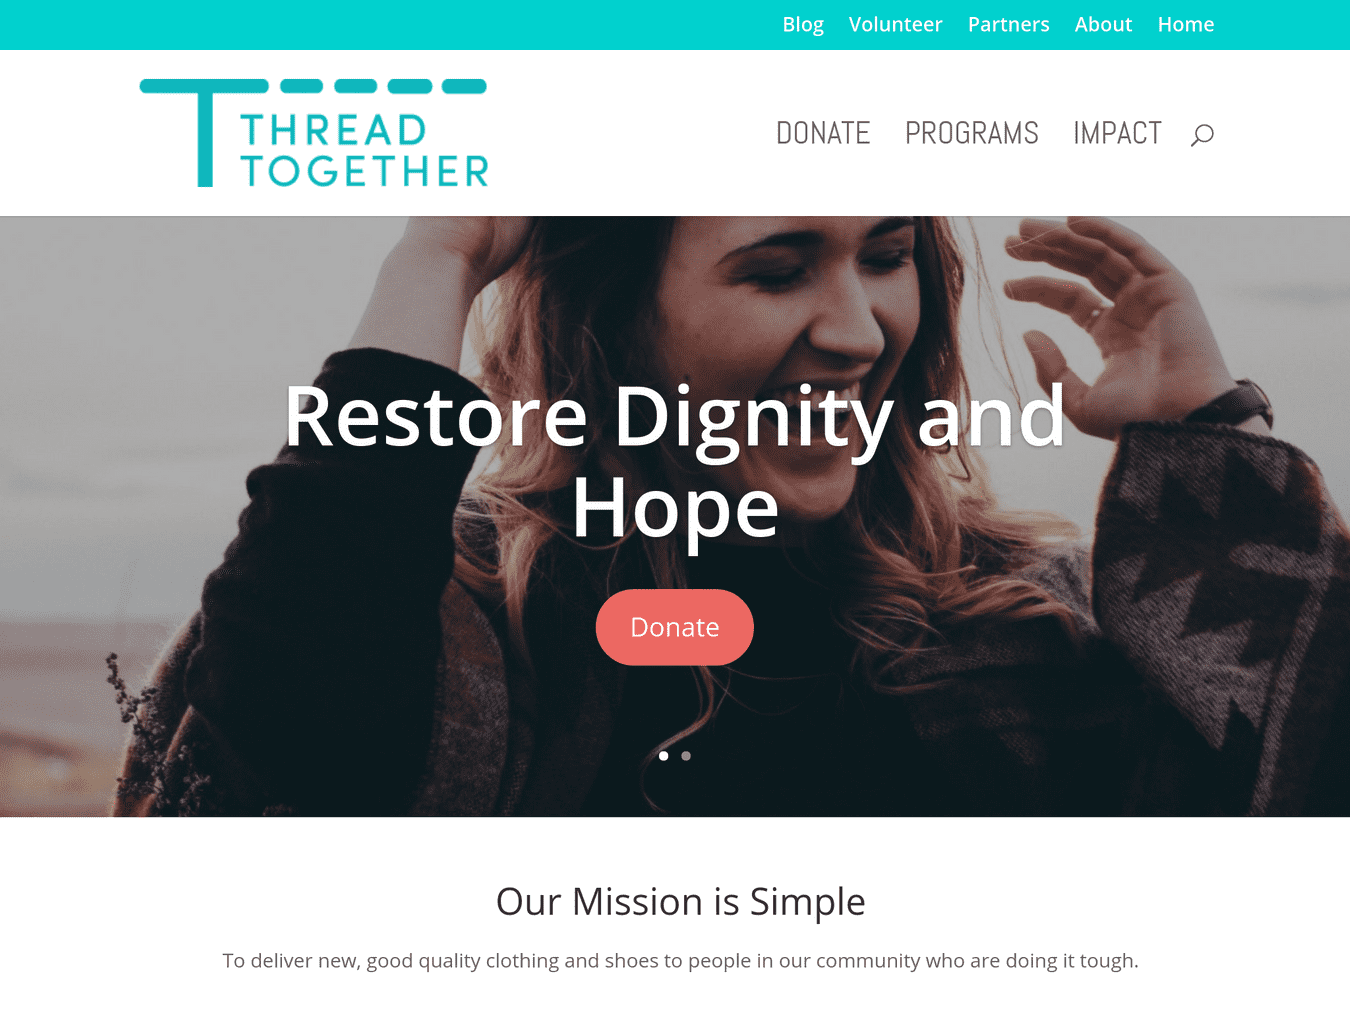 Blog Volunteer Partners About Home
THREAD
TOGETHER
DONATE PROGRAMS IMPACT
Restore Dignity and
Hope
Donate
Our Mission is Simple
To deliver new, good quality clothing and shoes to people in our community who are doing it tough.